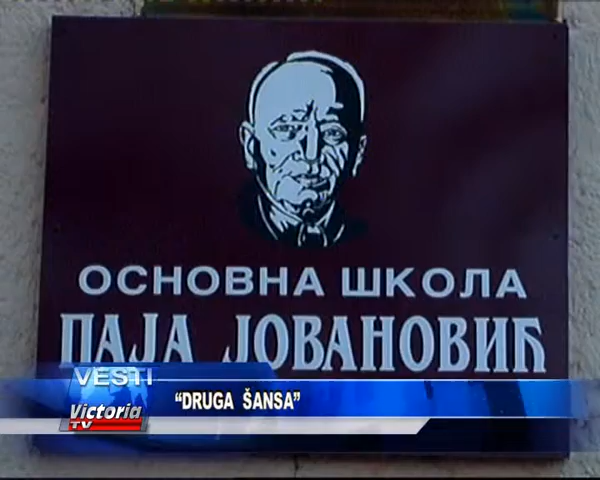 ОСНОВНА ШКОЛА
ПАЈА ЈОВАНОВИЋ
VESTI
“DRUGA ŠANSA”
Victoria
TV